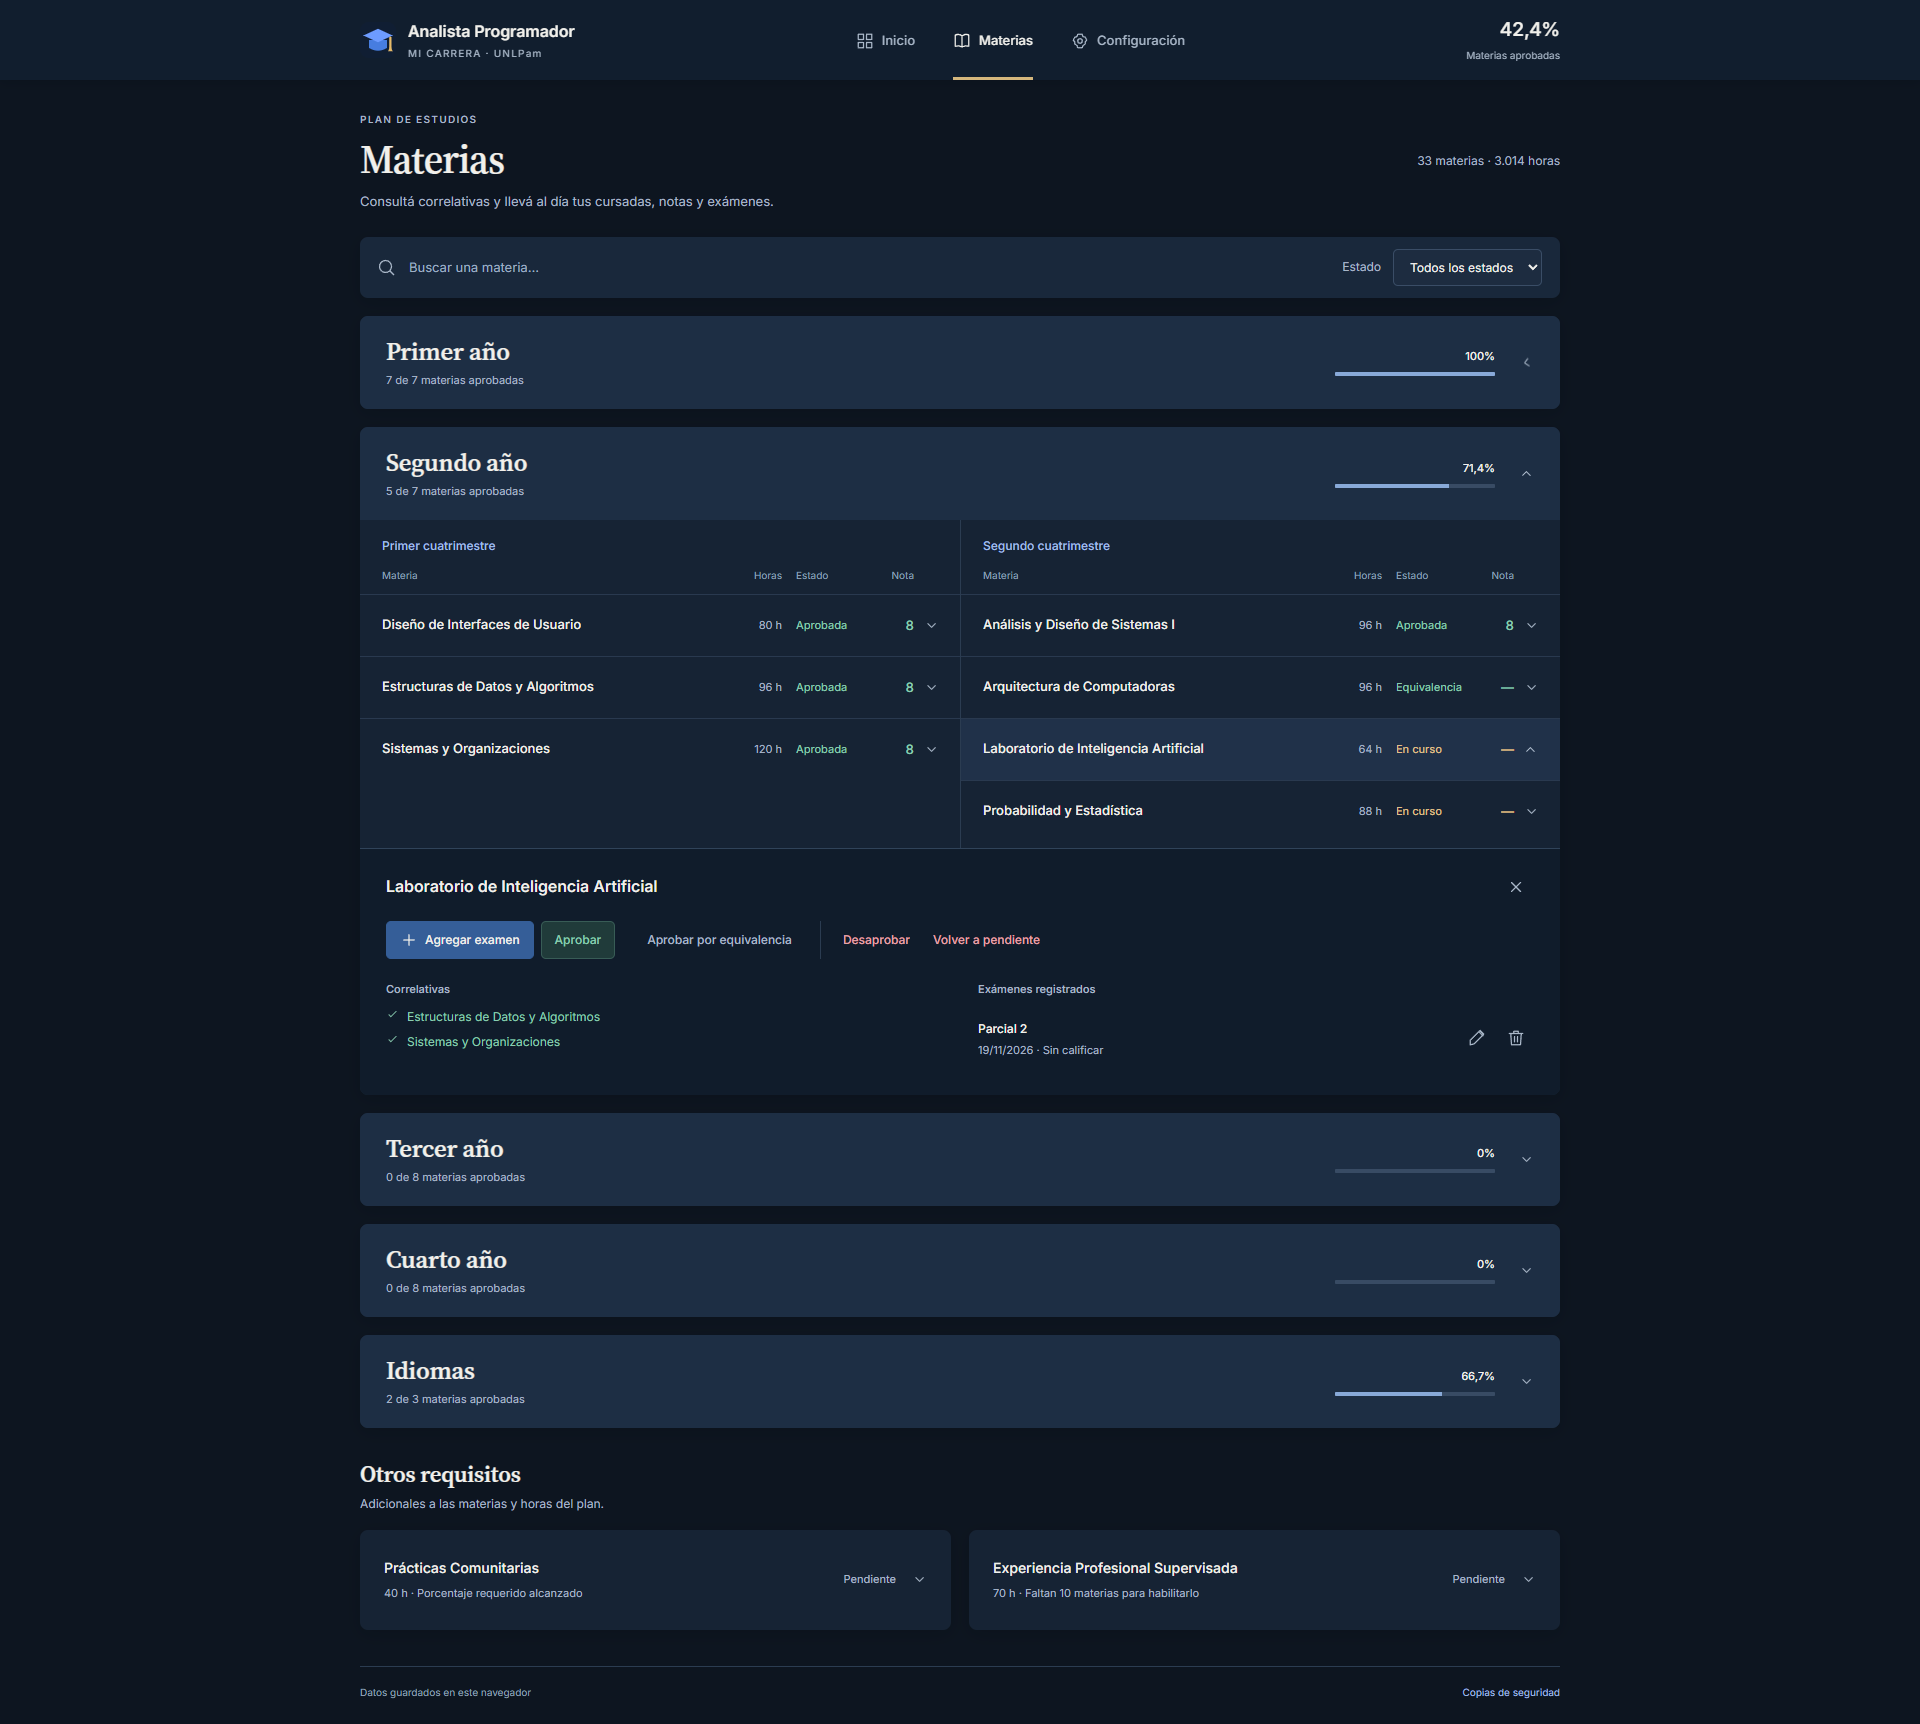 Analista Programador
MI CARRERA · UNLPam
Inicio
Materias
Configuración
42,4%
Materias aprobadas
PLAN DE ESTUDIOS
Materias
33 materias · 3.014 horas
Consultá correlativas y llevá al día tus cursadas, notas y exámenes.
Buscar una materia...
Estado
Todos los estados
Primer año
7 de 7 materias aprobadas
100%
Segundo año
5 de 7 materias aprobadas
71,4%
Primer cuatrimestre
Materia Horas Estado Nota
Diseño de Interfaces de Usuario 80 h Aprobada 8
Estructuras de Datos y Algoritmos 96 h Aprobada 8
Sistemas y Organizaciones 120 h Aprobada 8
Segundo cuatrimestre
Materia Horas Estado Nota
Análisis y Diseño de Sistemas I 96 h Aprobada 8
Arquitectura de Computadoras 96 h Equivalencia —
Laboratorio de Inteligencia Artificial 64 h En curso —
Probabilidad y Estadística 88 h En curso —
Laboratorio de Inteligencia Artificial
Agregar examen
Aprobar
Aprobar por equivalencia
Desaprobar
Volver a pendiente
Correlativas
Estructuras de Datos y Algoritmos
Sistemas y Organizaciones
Exámenes registrados
Parcial 2
19/11/2026 · Sin calificar
Tercer año
0 de 8 materias aprobadas
0%
Cuarto año
0 de 8 materias aprobadas
0%
Idiomas
2 de 3 materias aprobadas
66,7%
Otros requisitos
Adicionales a las materias y horas del plan.
Prácticas Comunitarias
40 h · Porcentaje requerido alcanzado
Pendiente
Experiencia Profesional Supervisada
70 h · Faltan 10 materias para habilitarlo
Pendiente
Datos guardados en este navegador
Copias de seguridad